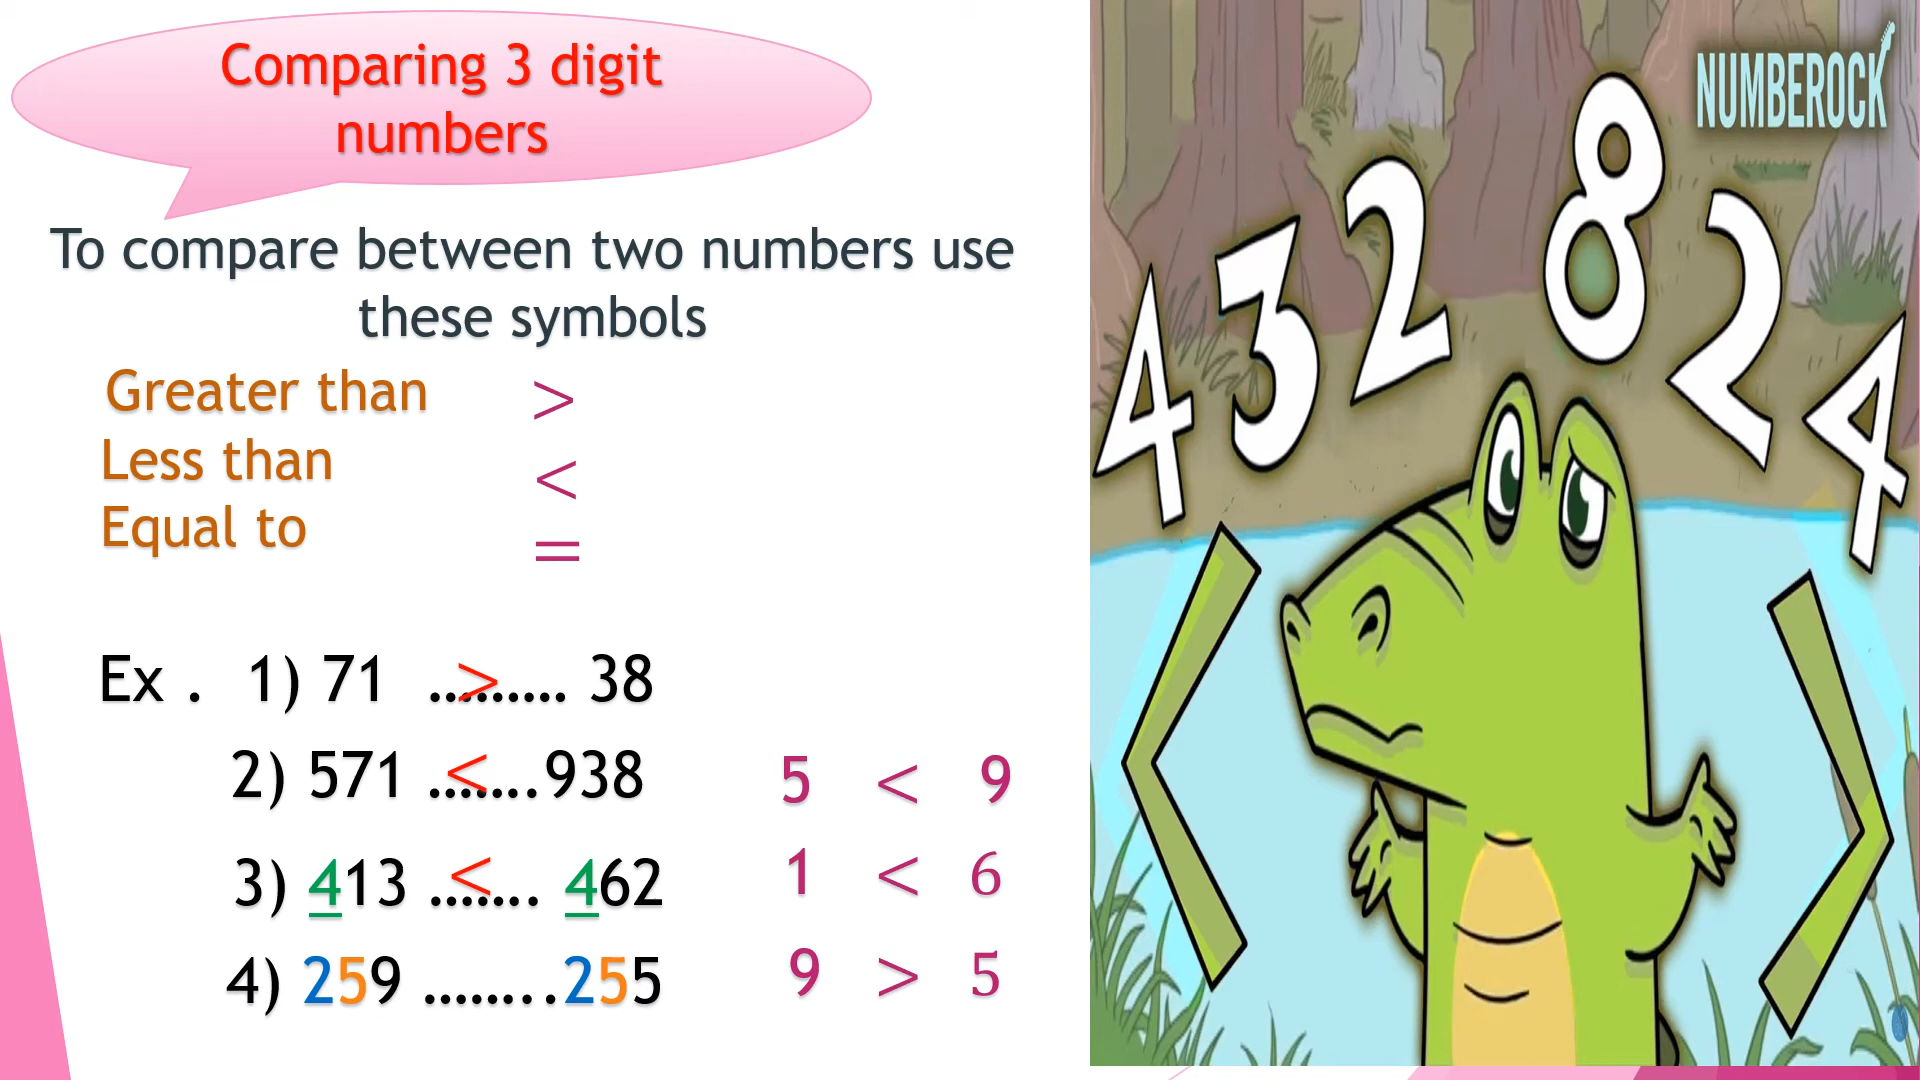 Comparing 3 digit
numbers
To compare between two numbers use
these symbols
Greater than >
Less than <
Equal to =
Ex . 1) 71 ...>...... 38
2) 571 ...<....938
5 < 9
3) 413 ...<.... 462
1 < 6
4) 259 ........255
9 > 5
NUMBEROCK
4 3 2 8 2 4
< >